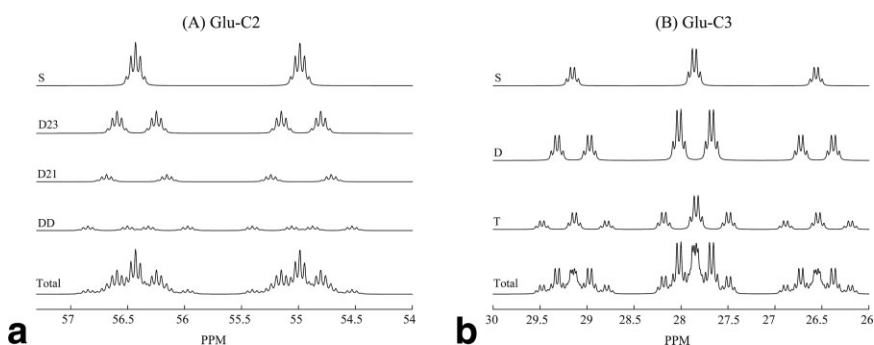 (A) Glu-C2
S
D23
D21
DD
Total
57 56.5 56 55.5 55 54.5 54
PPM
a
(B) Glu-C3
S
D
T
Total
30 29.5 29 28.5 28 27.5 27 26.5 26
PPM
b